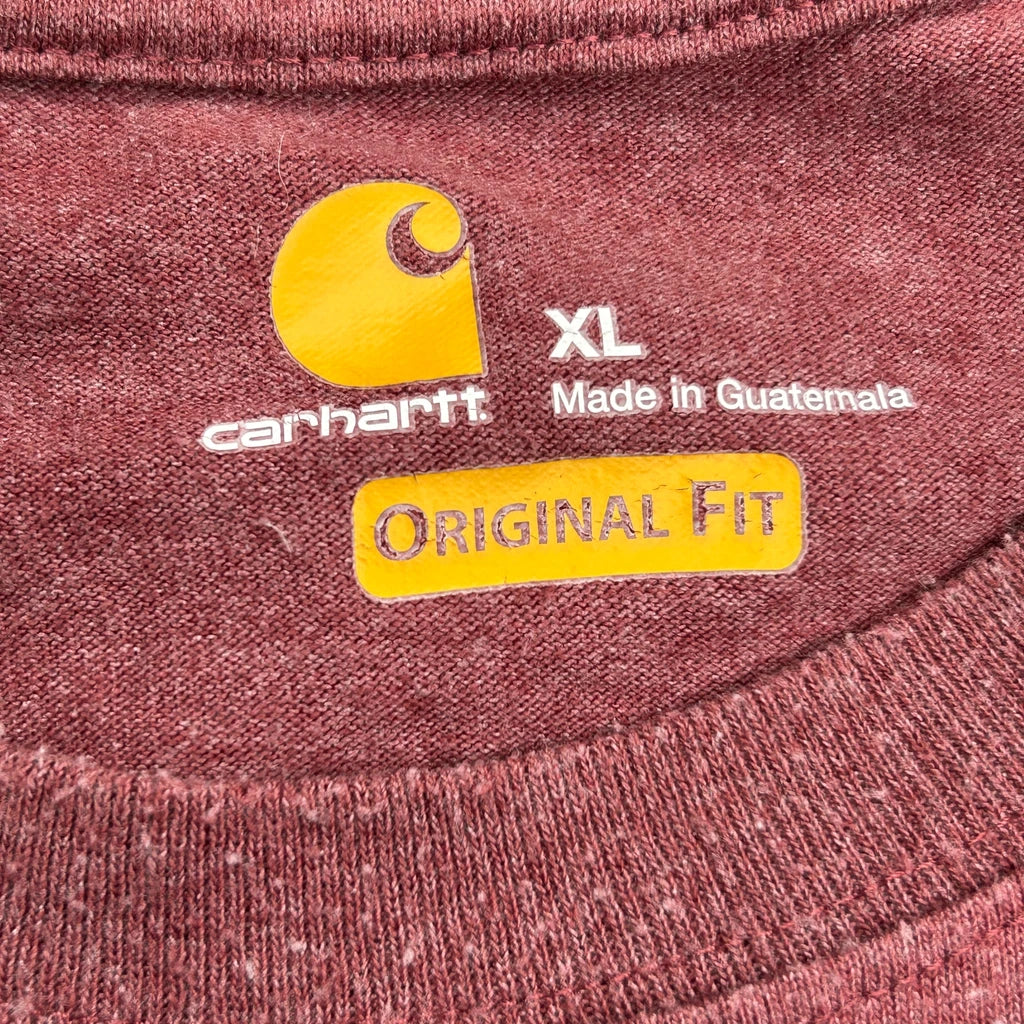 carhartt
XL
Made in Guatemala
ORIGINAL FIT